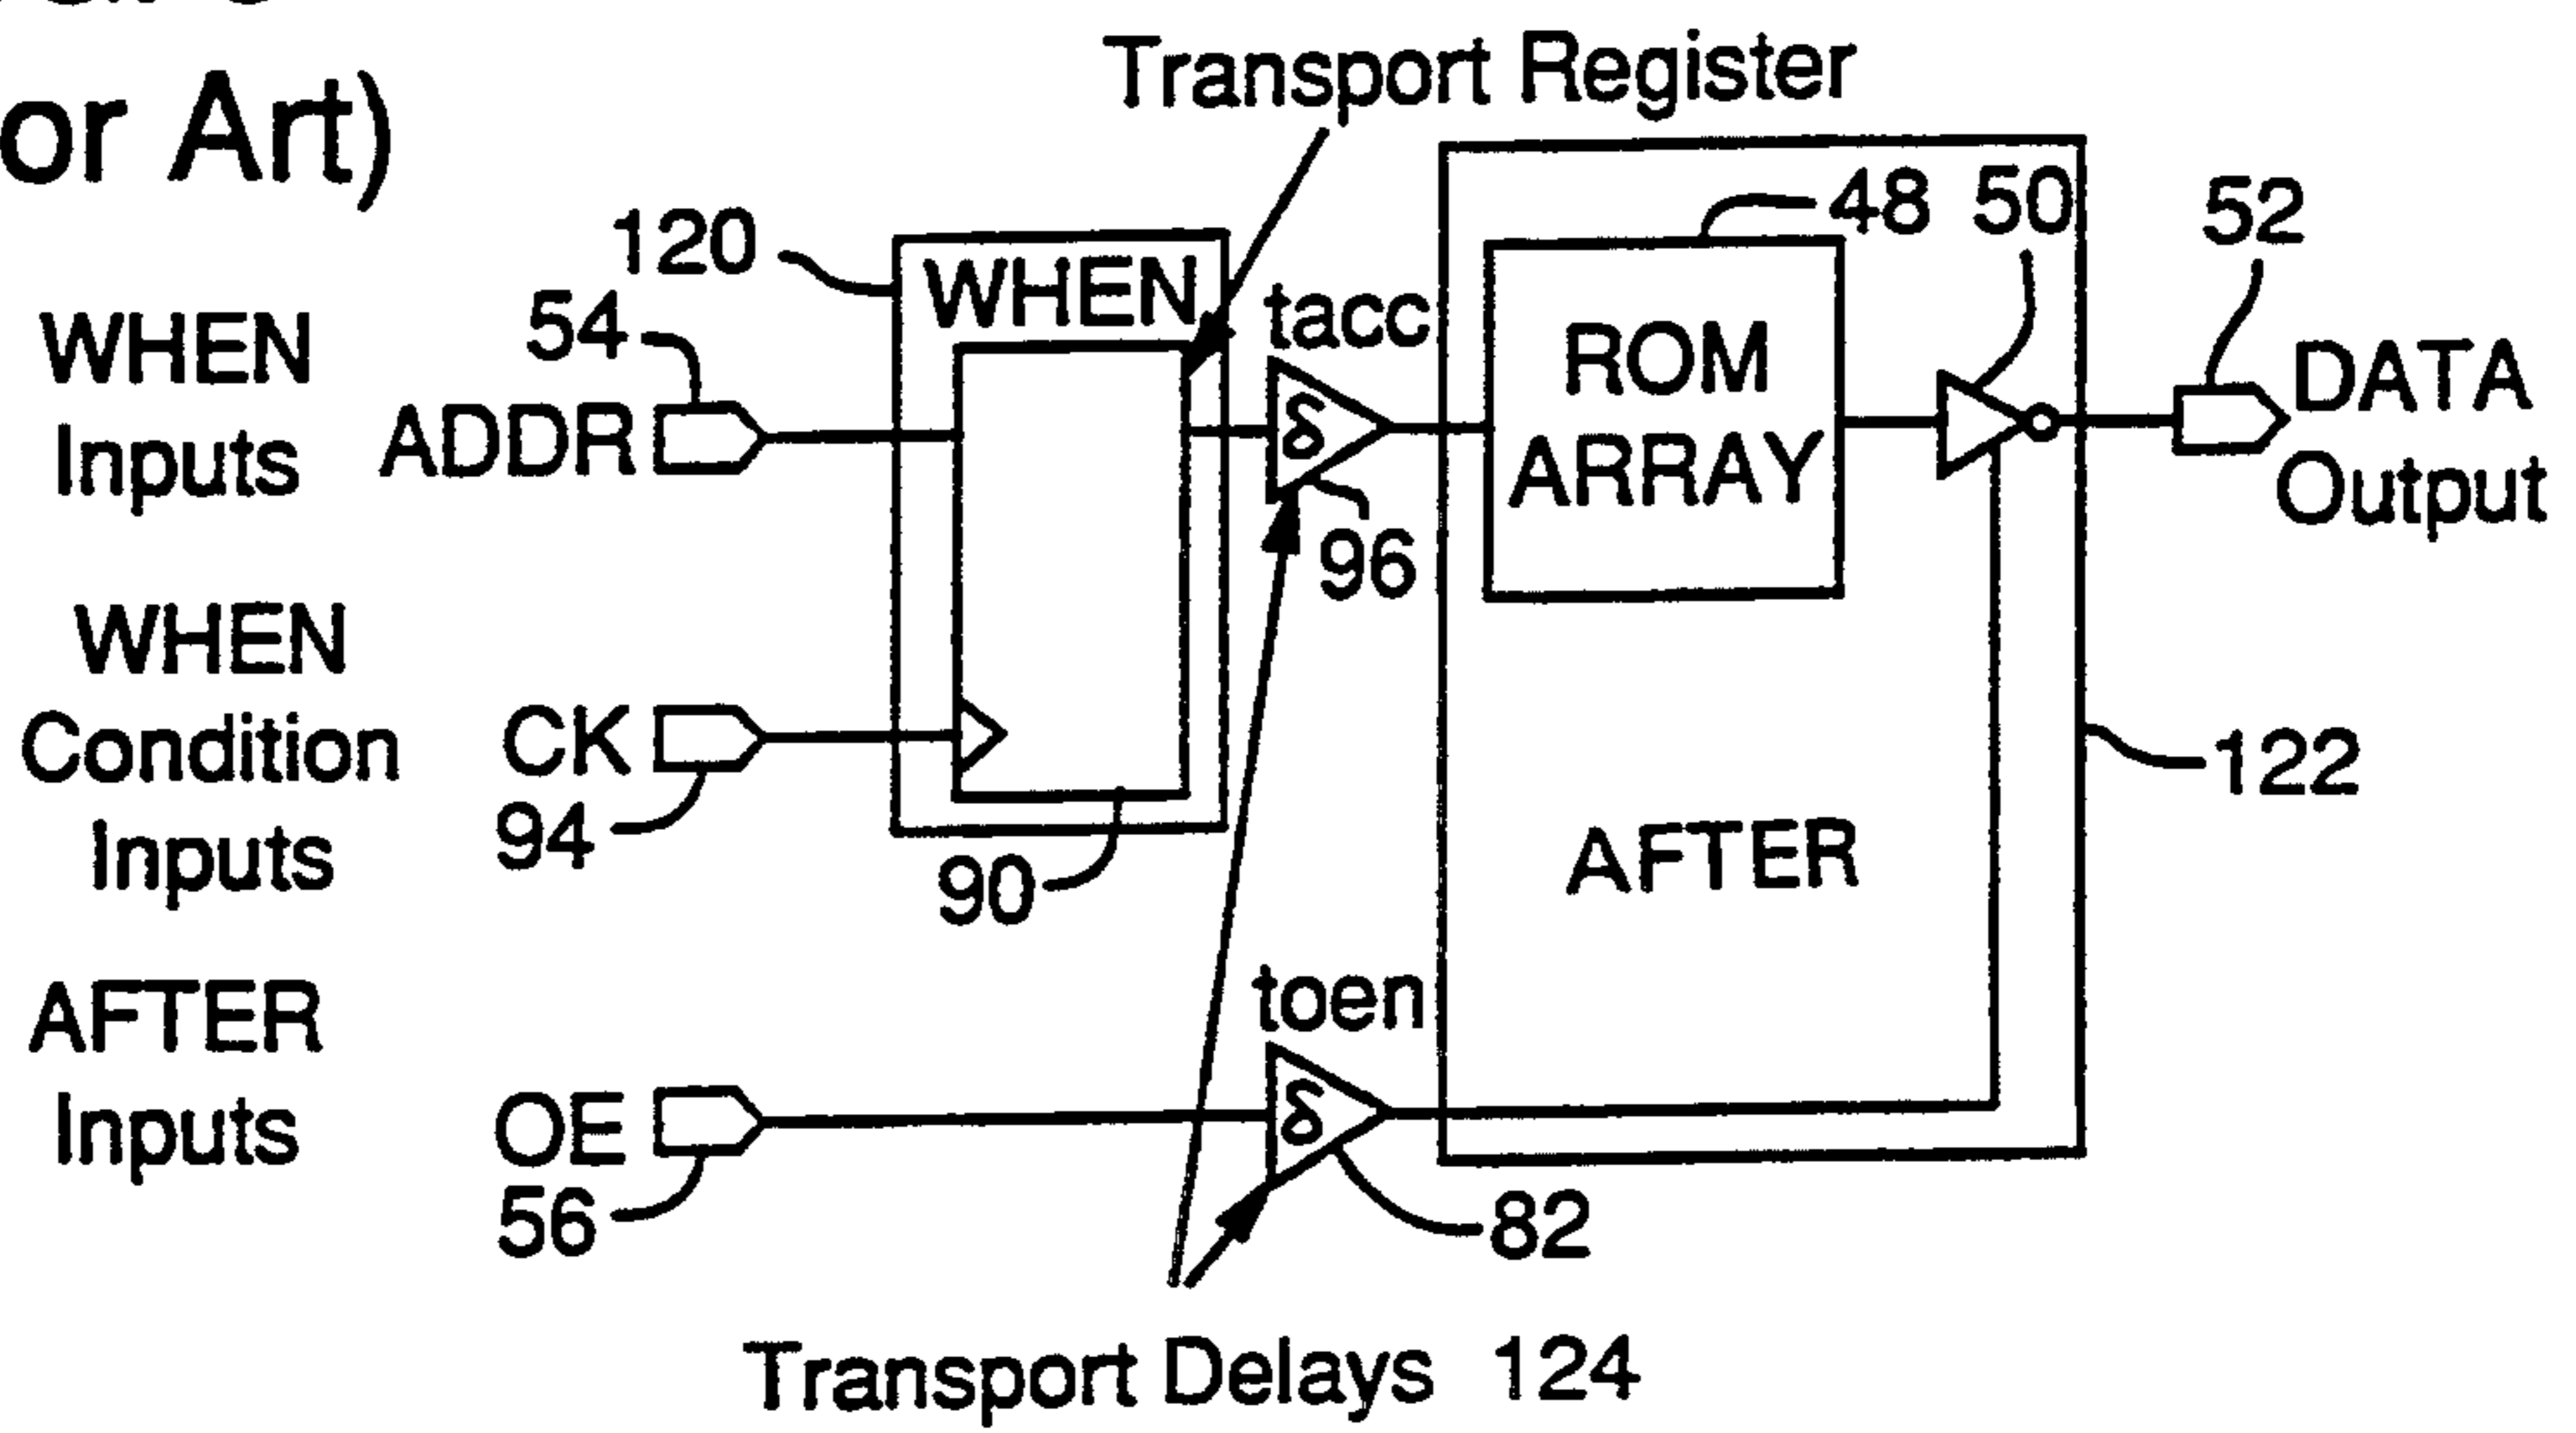 or Art)
Transport Register
120
WHEN
48
50
52
54
tacc
WHEN
Inputs
ADDR
δ
ROM
ARRAY
DATA
Output
96
WHEN
Condition
Inputs
CK
94
90
AFTER
122
AFTER
Inputs
toen
OE
δ
56
82
Transport Delays 124